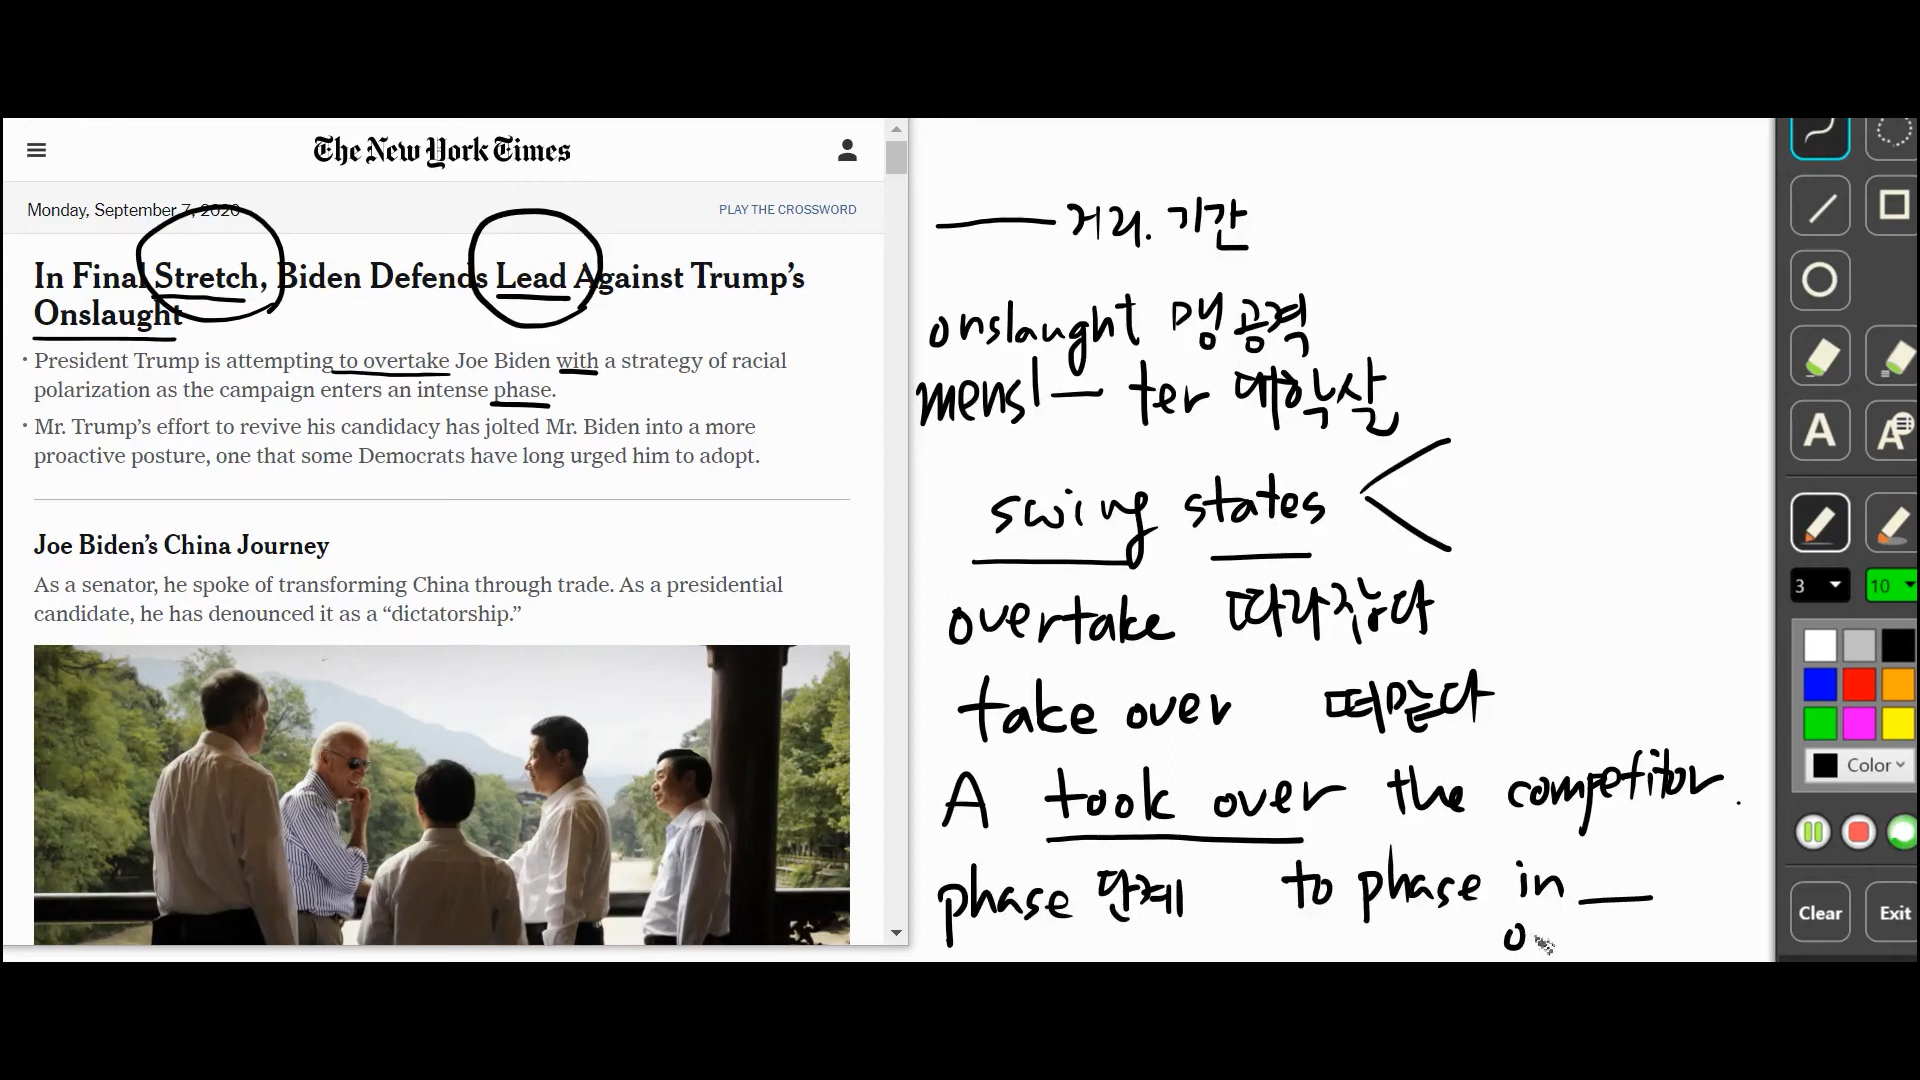 The New York Times
Monday, September 7, 2020
PLAY THE CROSSWORD
In Final Stretch, Biden Defends Lead Against Trump’s
Onslaught
• President Trump is attempting to overtake Joe Biden with a strategy of racial
polarization as the campaign enters an intense phase.
• Mr. Trump’s effort to revive his candidacy has jolted Mr. Biden into a more
proactive posture, one that some Democrats have long urged him to adopt.
Joe Biden’s China Journey
As a senator, he spoke of transforming China through trade. As a presidential
candidate, he has denounced it as a “dictatorship.”
거리. 기간
onslaught 맹공격
mensl— ter 대학살
swing states
overtake 따라잡다
take over 떠맡다
A took over the competitor.
phase 단계 to phase in __
o
A
A
3
10
Color
Clear
Exit